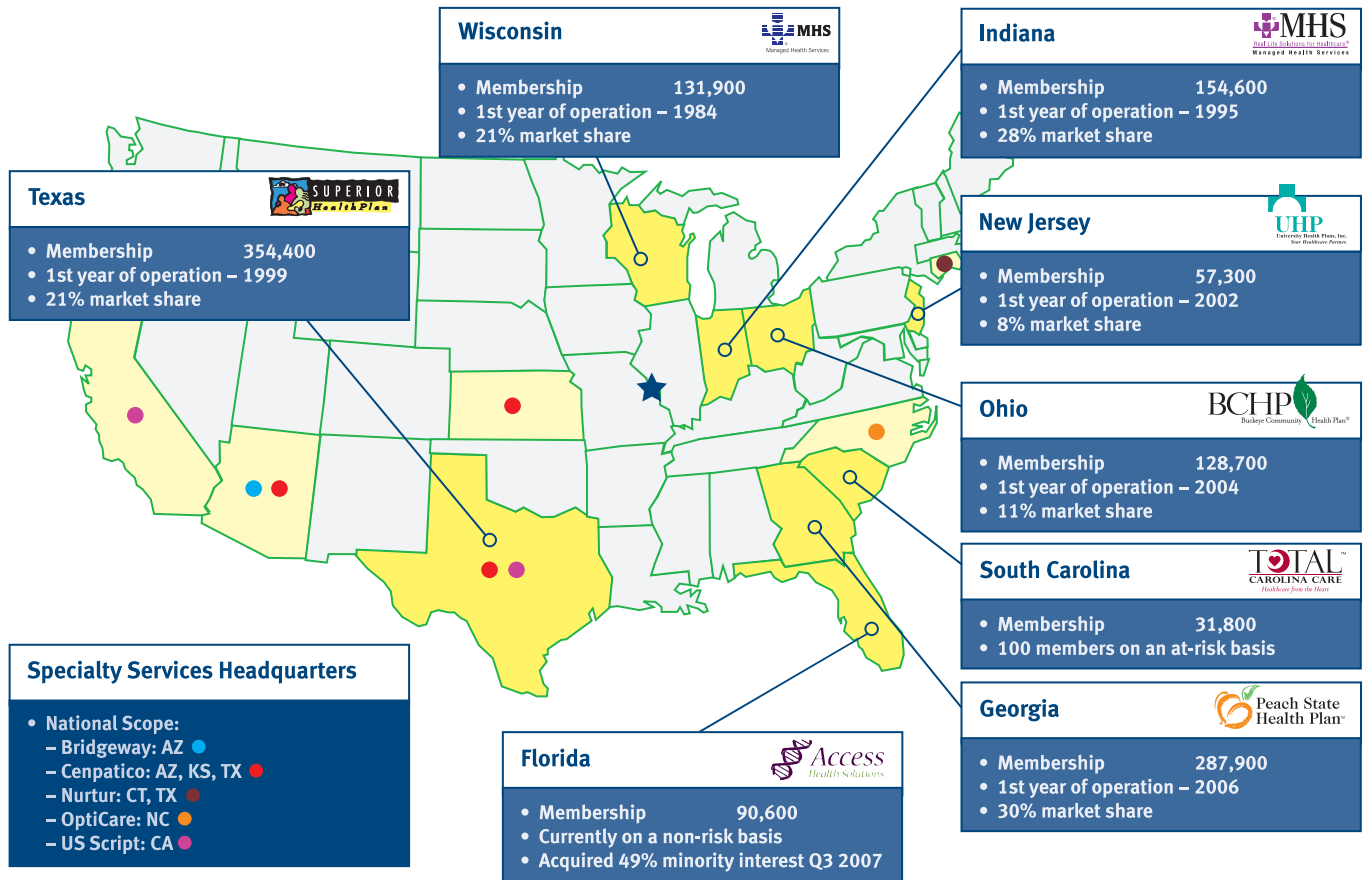 Wisconsin
MHS
Managed Health Services
• Membership 131,900
• 1st year of operation – 1984
• 21% market share
Indiana
MHS
Real Life Solutions for Healthcare®
Managed Health Services
• Membership 154,600
• 1st year of operation – 1995
• 28% market share
Texas
SUPERIOR
HealthPlan
• Membership 354,400
• 1st year of operation – 1999
• 21% market share
New Jersey
UHP
University Health Plans, Inc.
Your Healthcare Partner.
• Membership 57,300
• 1st year of operation – 2002
• 8% market share
Ohio
BCHP
Buckeye Community Health Plan®
• Membership 128,700
• 1st year of operation – 2004
• 11% market share
South Carolina
TOTAL™
CAROLINA CARE
Healthcare from the Heart
• Membership 31,800
• 100 members on an at-risk basis
Georgia
Peach State
Health Plan™
• Membership 287,900
• 1st year of operation – 2006
• 30% market share
Florida
Access
Health Solutions
• Membership 90,600
• Currently on a non-risk basis
• Acquired 49% minority interest Q3 2007
Specialty Services Headquarters
• National Scope:
– Bridgeway: AZ
– Cenpatico: AZ, KS, TX
– Nurtur: CT, TX
– OptiCare: NC
– US Script: CA